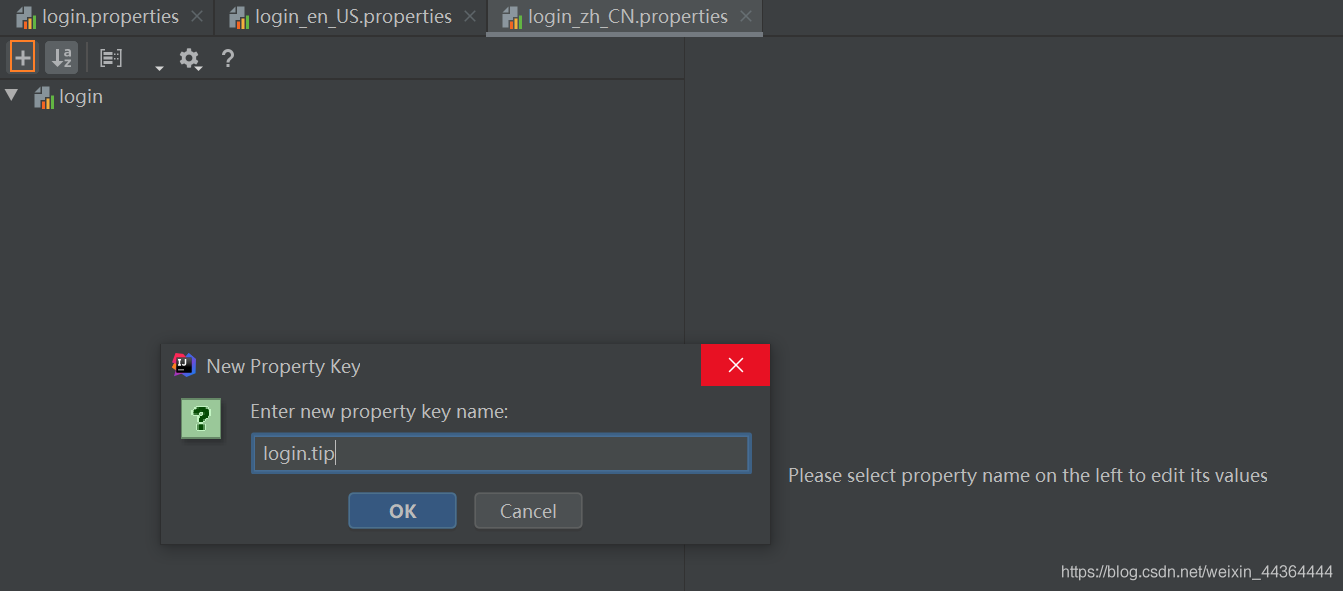 login.properties login_en_US.properties login_zh_CN.properties
login
New Property Key
Enter new property key name:
login.tip
OK Cancel
Please select property name on the left to edit its values
https://blog.csdn.net/weixin_44364444